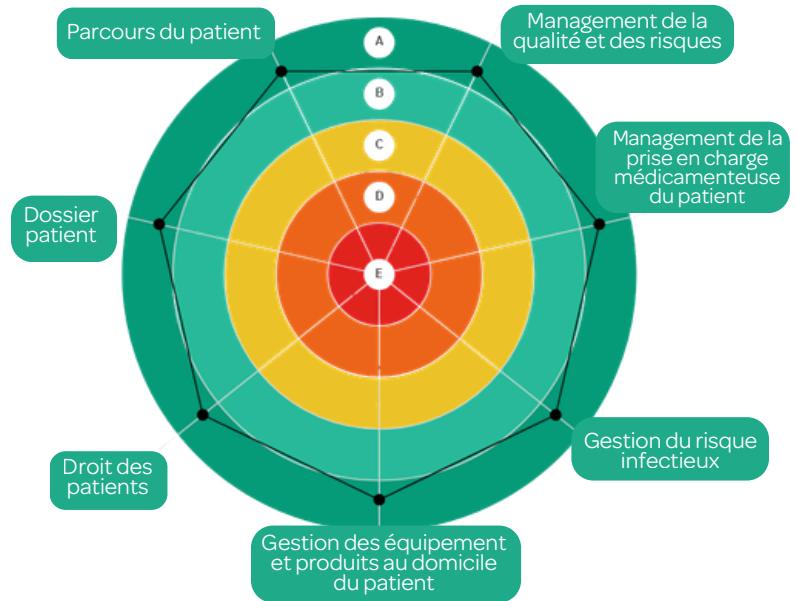 Parcours du patient
Management de la
qualité et des risques
A
B
C
D
E
Management de la
prise en charge
médicamenteuse
du patient
Dossier
patient
Droit des
patients
Gestion du risque
infectieux
Gestion des équipement
et produits au domicile
du patient